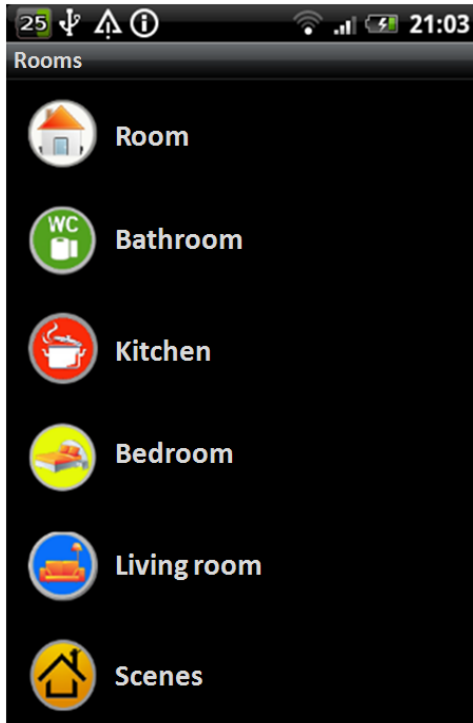 25 21:03
Rooms
Room
WC
Bathroom
Kitchen
Bedroom
Living room
Scenes